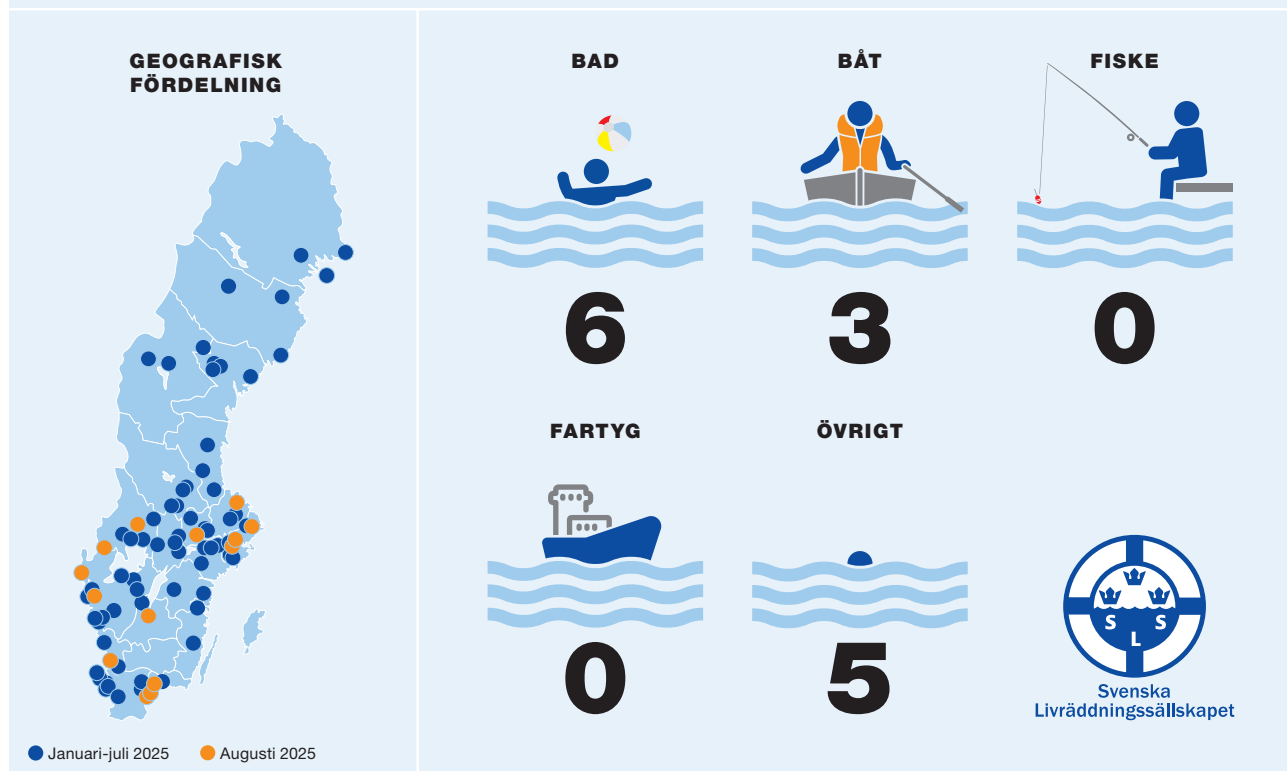 GEOGRAFISK
FÖRDELNING
Januari-juli 2025
Augusti 2025
BAD
6
BÅT
3
FISKE
0
FARTYG
0
ÖVRIGT
5
S
L
S
Svenska
Livräddningssällskapet